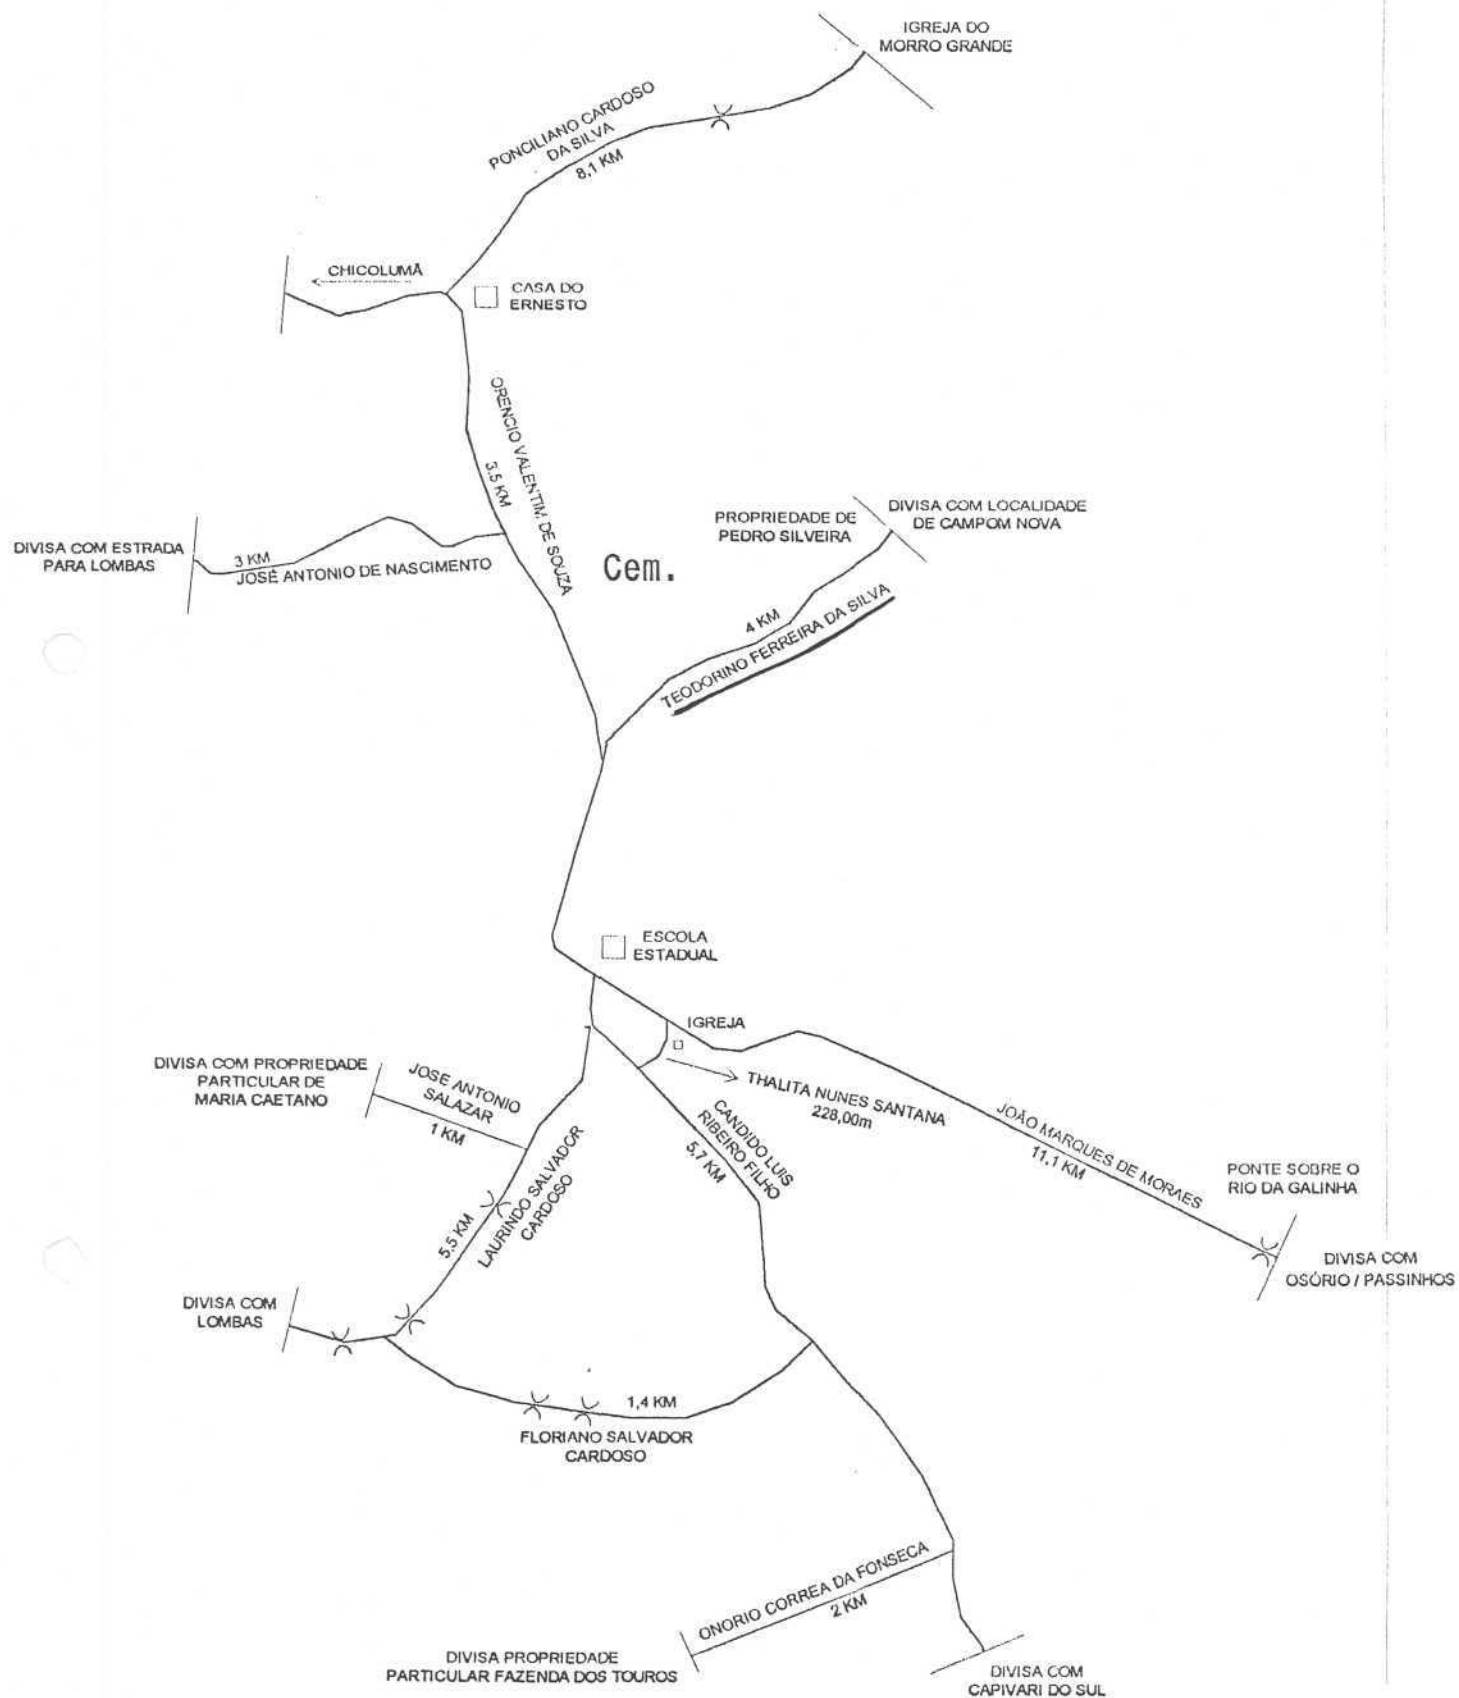 IGREJA DO
MORRO GRANDE
PONCILIANO CARDOSO
DA SILVA
8,1 KM
CHICOLUMÃ
CASA DO
ERNESTO
ORENCIO VALENTIM DE SOUZA
3,5 KM
PROPRIEDADE DE
PEDRO SILVEIRA
DIVISA COM LOCALIDADE
DE CAMPOM NOVA
DIVISA COM ESTRADA
PARA LOMBAS
3 KM
JOSÉ ANTONIO DE NASCIMENTO
Cem.
4 KM
TEODORINO FERREIRA DA SILVA
ESCOLA
ESTADUAL
IGREJA
DIVISA COM PROPRIEDADE
PARTICULAR DE
MARIA CAETANO
JOSE ANTONIO
SALAZAR
1 KM
THALITA NUNES SANTANA
228,00m
CANDIDO LUIS
RIBEIRO FILHO
5,7 KM
JOÃO MARQUES DE MORAES
11,1 KM
PONTE SOBRE O
RIO DA GALINHA
LAURINDO SALVADOR
CARDOSO
5,5 KM
DIVISA COM
OSÓRIO / PASSINHOS
DIVISA COM
LOMBAS
1,4 KM
FLORIANO SALVADOR
CARDOSO
ONORIO CORREA DA FONSECA
2 KM
DIVISA PROPRIEDADE
PARTICULAR FAZENDA DOS TOUROS
DIVISA COM
CAPIVARI DO SUL